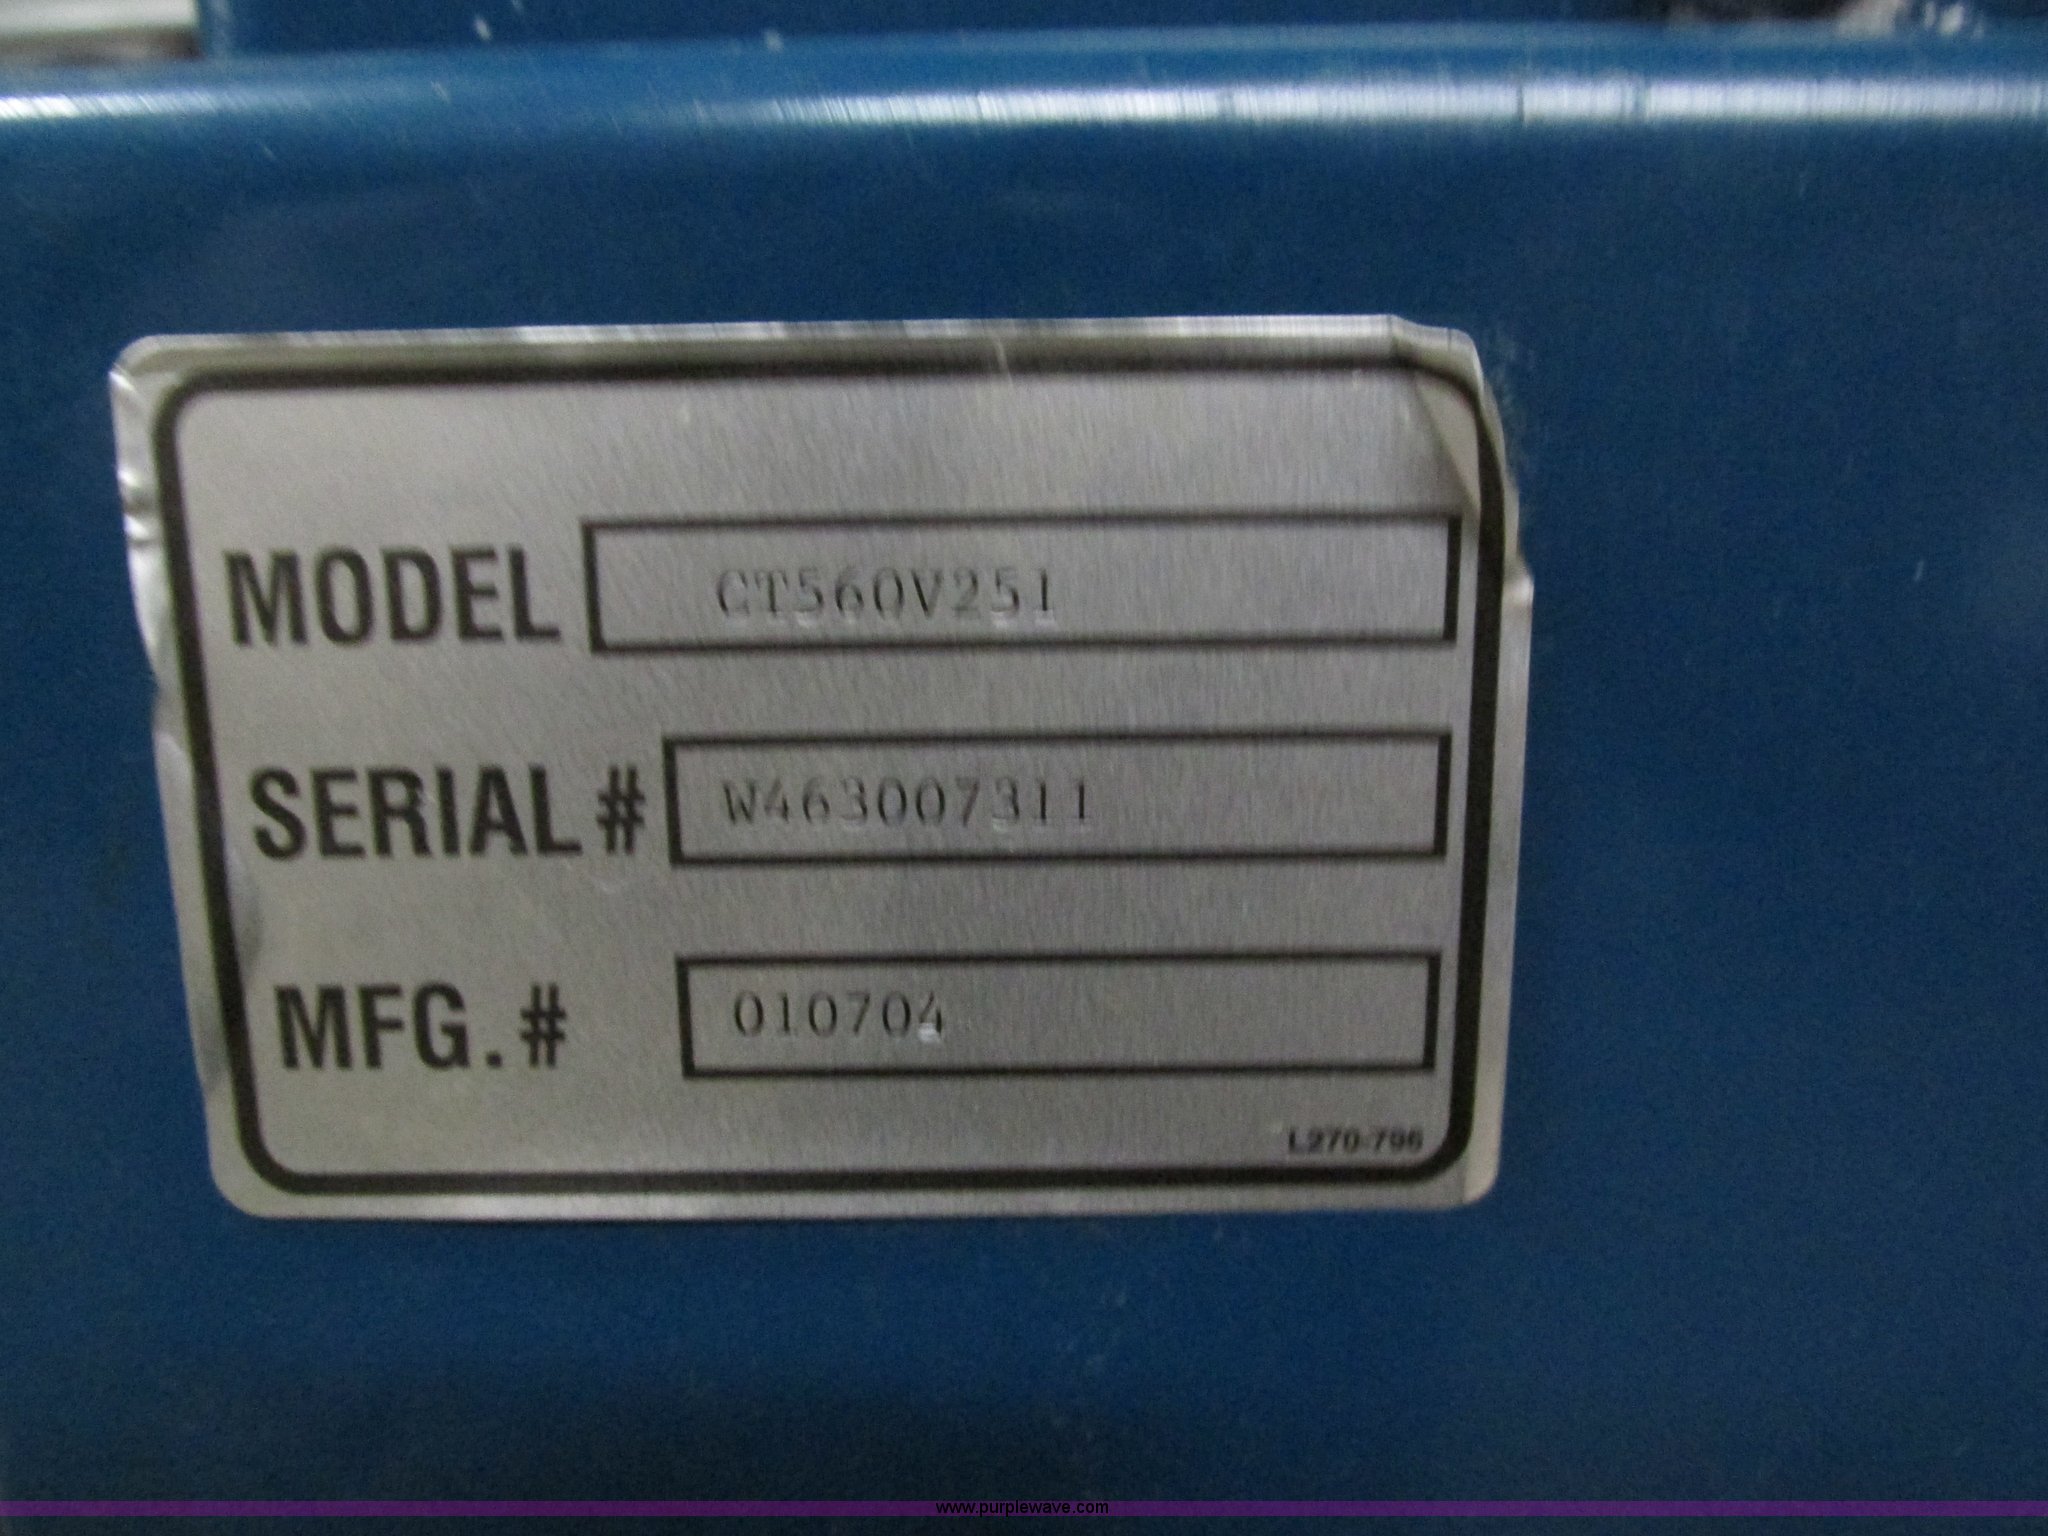 MODEL CT560V251
SERIAL # W463007311
MFG. # 010704
L270-796
www.purplewave.com